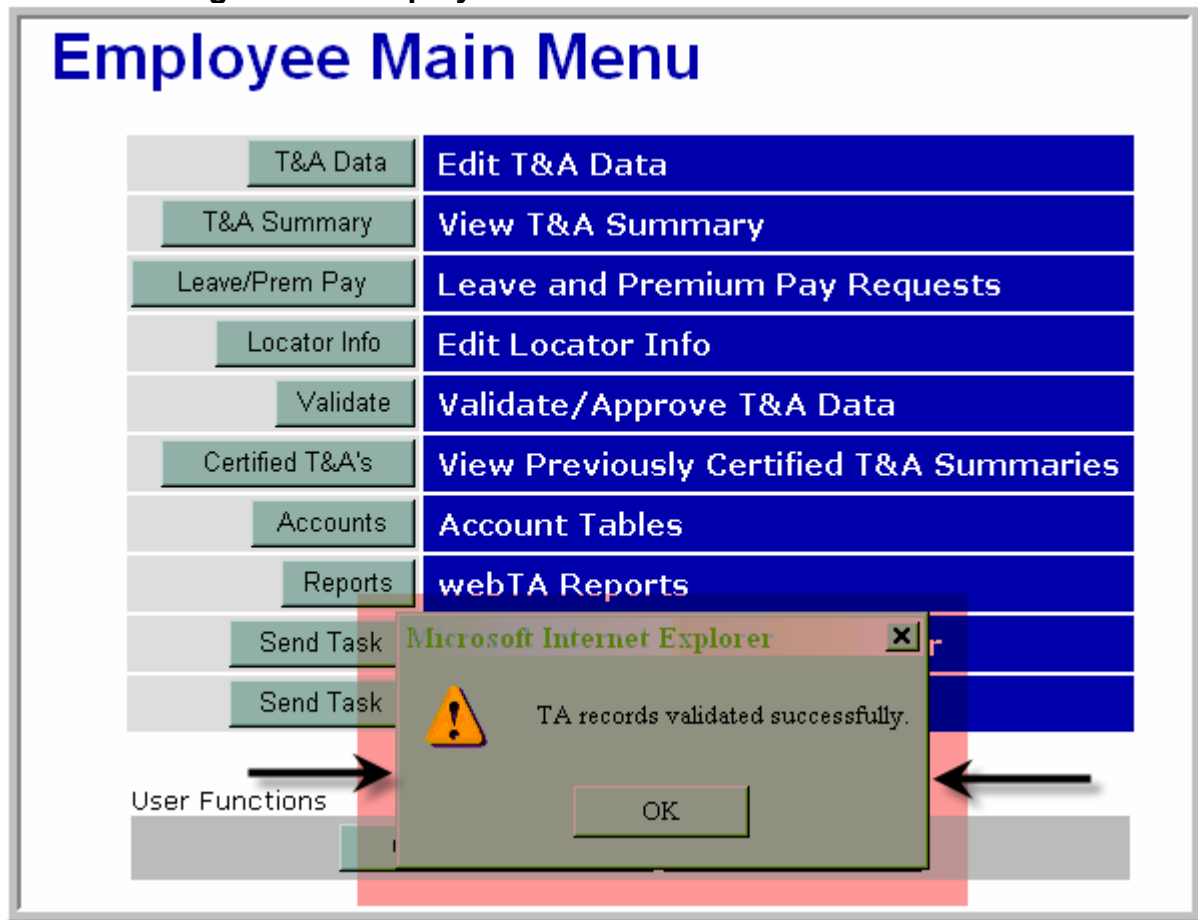 Employee Main Menu
T&A Data Edit T&A Data
T&A Summary View T&A Summary
Leave/Prem Pay Leave and Premium Pay Requests
Locator Info Edit Locator Info
Validate Validate/Approve T&A Data
Certified T&A's View Previously Certified T&A Summaries
Accounts Account Tables
Reports webTA Reports
Send Task
Microsoft Internet Explorer
Send Task
TA records validated successfully.
User Functions
OK